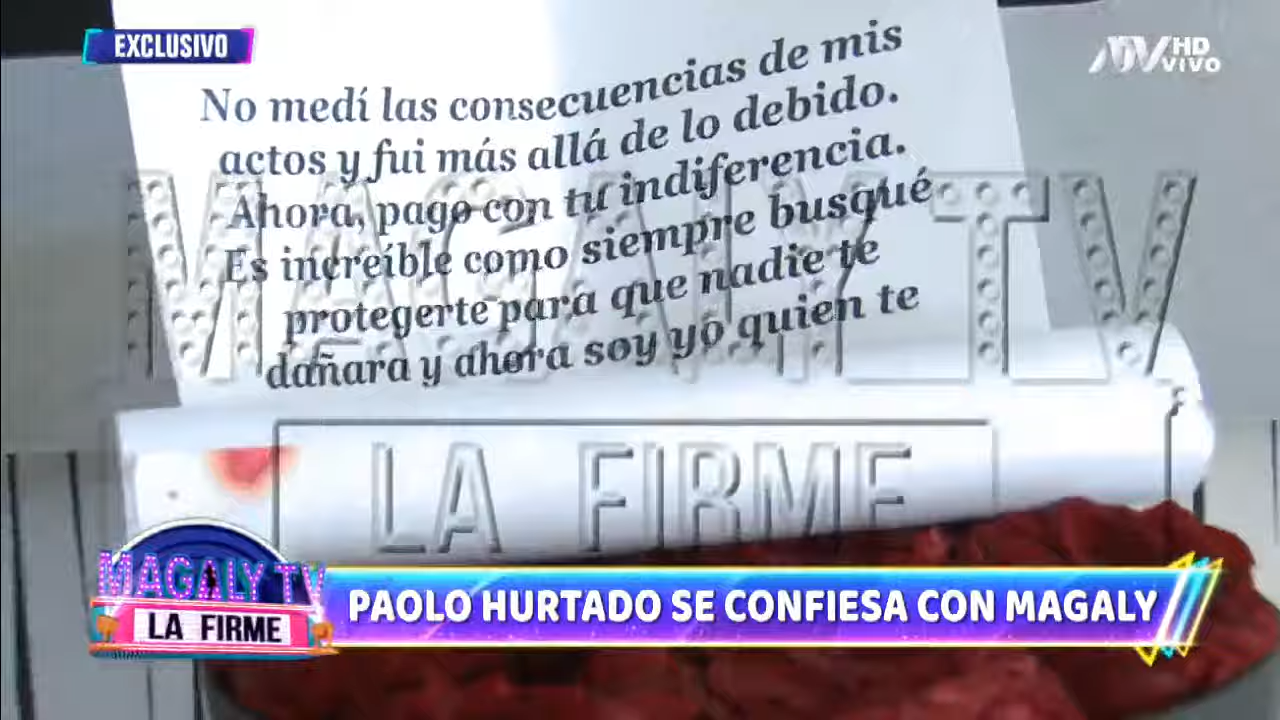 EXCLUSIVO
ATV HD
VIVO
No medí las consecuencias de mis
actos y fui más allá de lo debido.
Ahora, pago con tu indiferencia.
Es increíble como siempre busqué
protegerte para que nadie te
dañara y ahora soy yo quien te
MAGALY TV
LA FIRME
MAGALY TV
LA FIRME
PAOLO HURTADO SE CONFIESA CON MAGALY